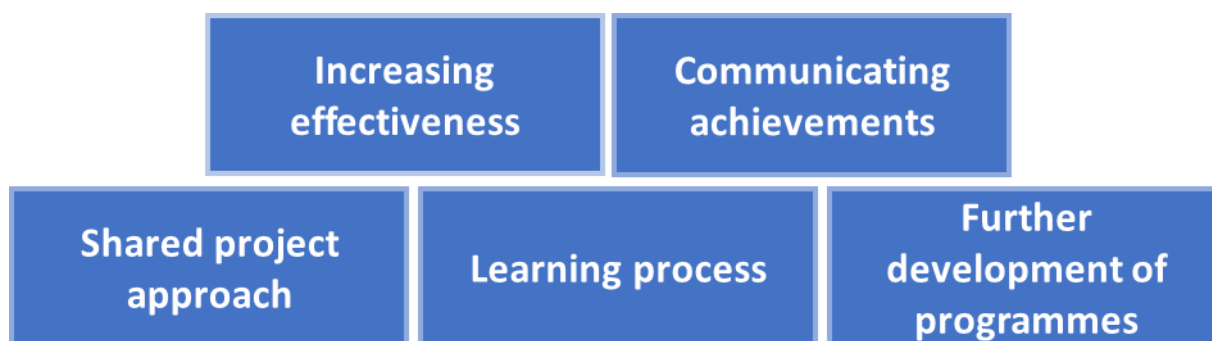 Increasing
effectiveness
Communicating
achievements
Shared project
approach
Learning process
Further
development of
programmes